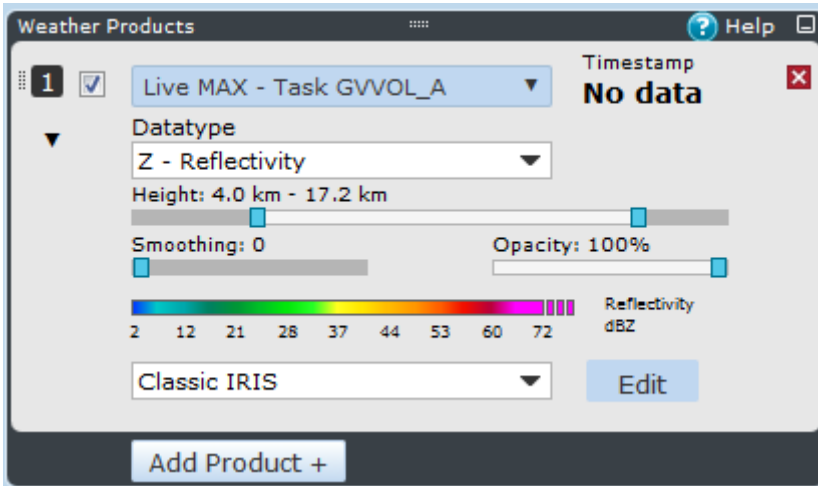 Weather Products ? Help
1 Live MAX - Task GVVOL_A Timestamp
No data
Datatype
Z - Reflectivity
Height: 4.0 km - 17.2 km
Smoothing: 0 Opacity: 100%
Reflectivity
dBZ
2 12 21 28 37 44 53 60 72
Classic IRIS Edit
Add Product +